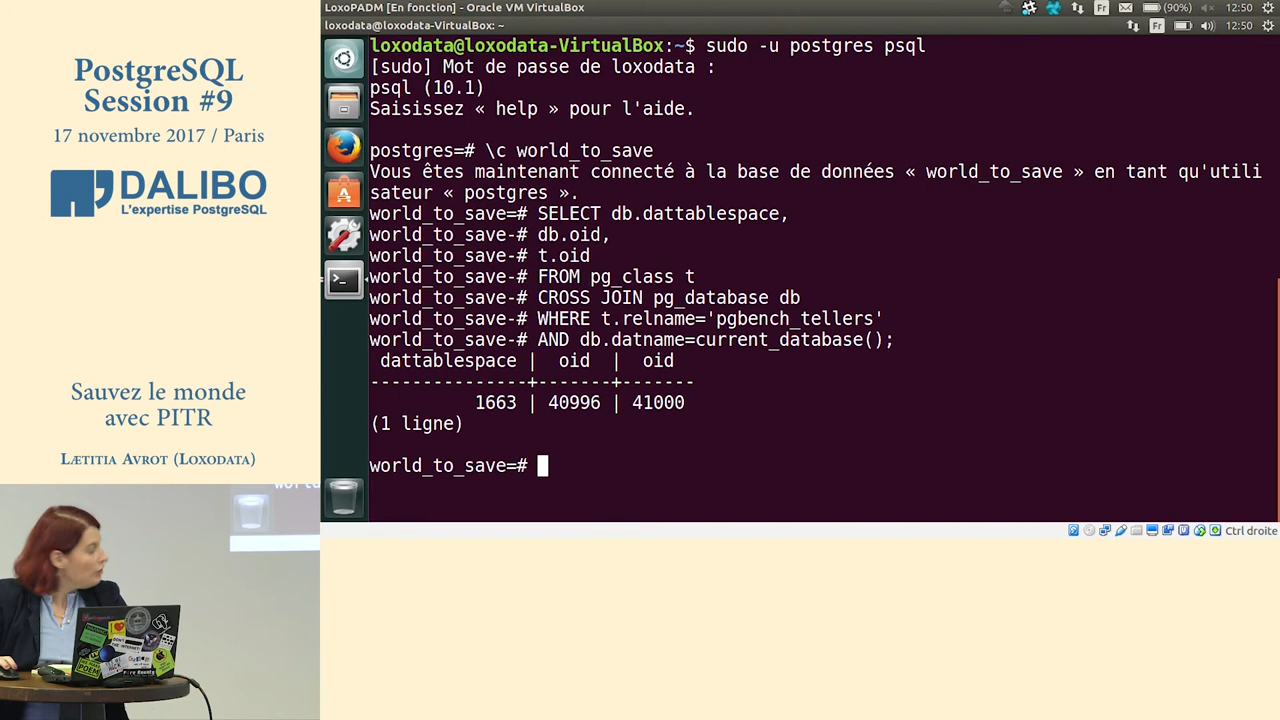 PostgreSQL
Session #9
17 novembre 2017 / Paris
DALIBO
L'expertise PostgreSQL
Sauvez le monde
avec PITR
Lætitia Avrot (Loxodata)
LoxoPADM [En fonction] - Oracle VM VirtualBox
Fr
(90%)
12:50
loxodata@loxodata-VirtualBox: ~
Fr
12:50
loxodata@loxodata-VirtualBox:~$ sudo -u postgres psql
[sudo] Mot de passe de loxodata :
psql (10.1)
Saisissez « help » pour l'aide.
postgres=# \c world_to_save
Vous êtes maintenant connecté à la base de données « world_to_save » en tant qu'utili
sateur « postgres ».
world_to_save=# SELECT db.dattablespace,
world_to_save-# db.oid,
world_to_save-# t.oid
world_to_save-# FROM pg_class t
world_to_save-# CROSS JOIN pg_database db
world_to_save-# WHERE t.relname='pgbench_tellers'
world_to_save-# AND db.datname=current_database();
dattablespace | oid | oid
---------------+-------+-------
1663 | 40996 | 41000
(1 ligne)
world_to_save=#
Ctrl droite